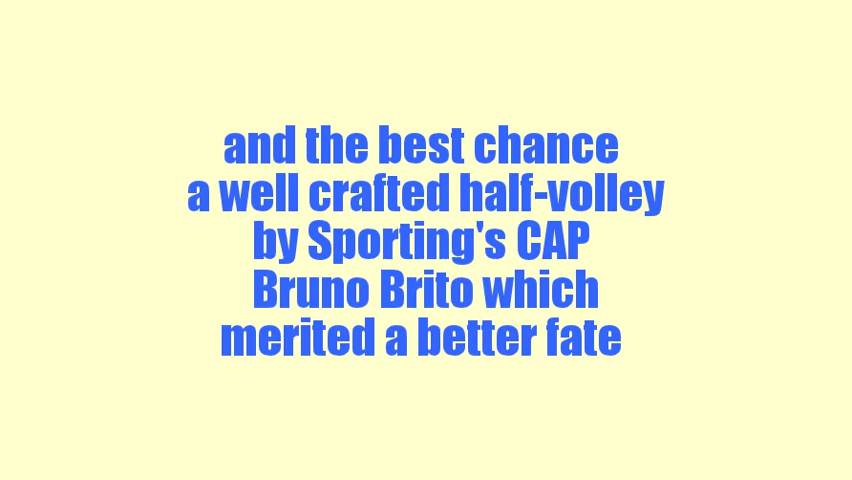 and the best chance
a well crafted half-volley
by Sporting's CAP
Bruno Brito which
merited a better fate